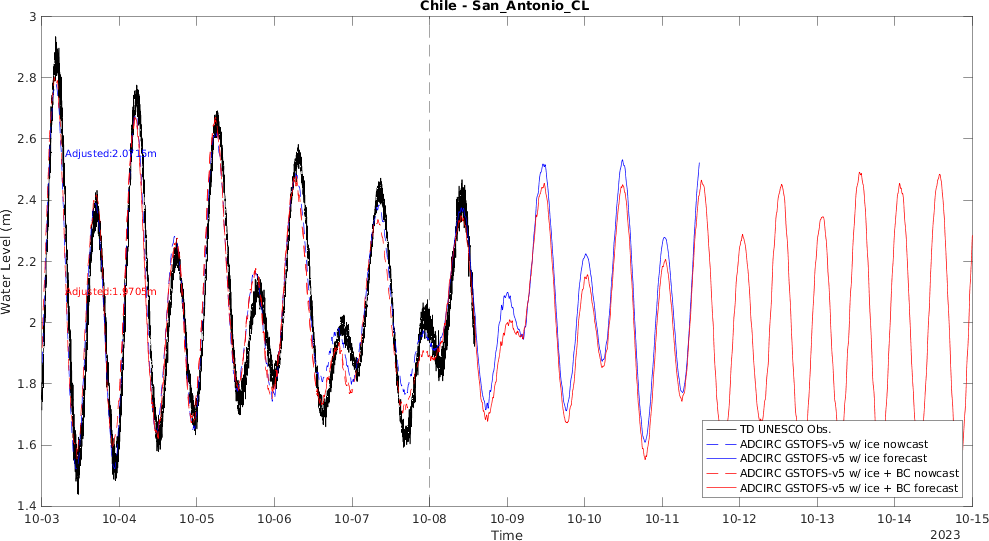 Chile - San_Antonio_CL
3
2.8
2.6
Adjusted:2.0715m
2.4
Water Level (m)
2.2
Adjusted:1.9705m
2
1.8
1.6
1.4
TD UNESCO Obs.
ADCIRC GSTOFS-v5 w/ ice nowcast
ADCIRC GSTOFS-v5 w/ ice forecast
ADCIRC GSTOFS-v5 w/ ice + BC nowcast
ADCIRC GSTOFS-v5 w/ ice + BC forecast
10-03 10-04 10-05 10-06 10-07 10-08 10-09 10-10 10-11 10-12 10-13 10-14 10-15
Time
2023